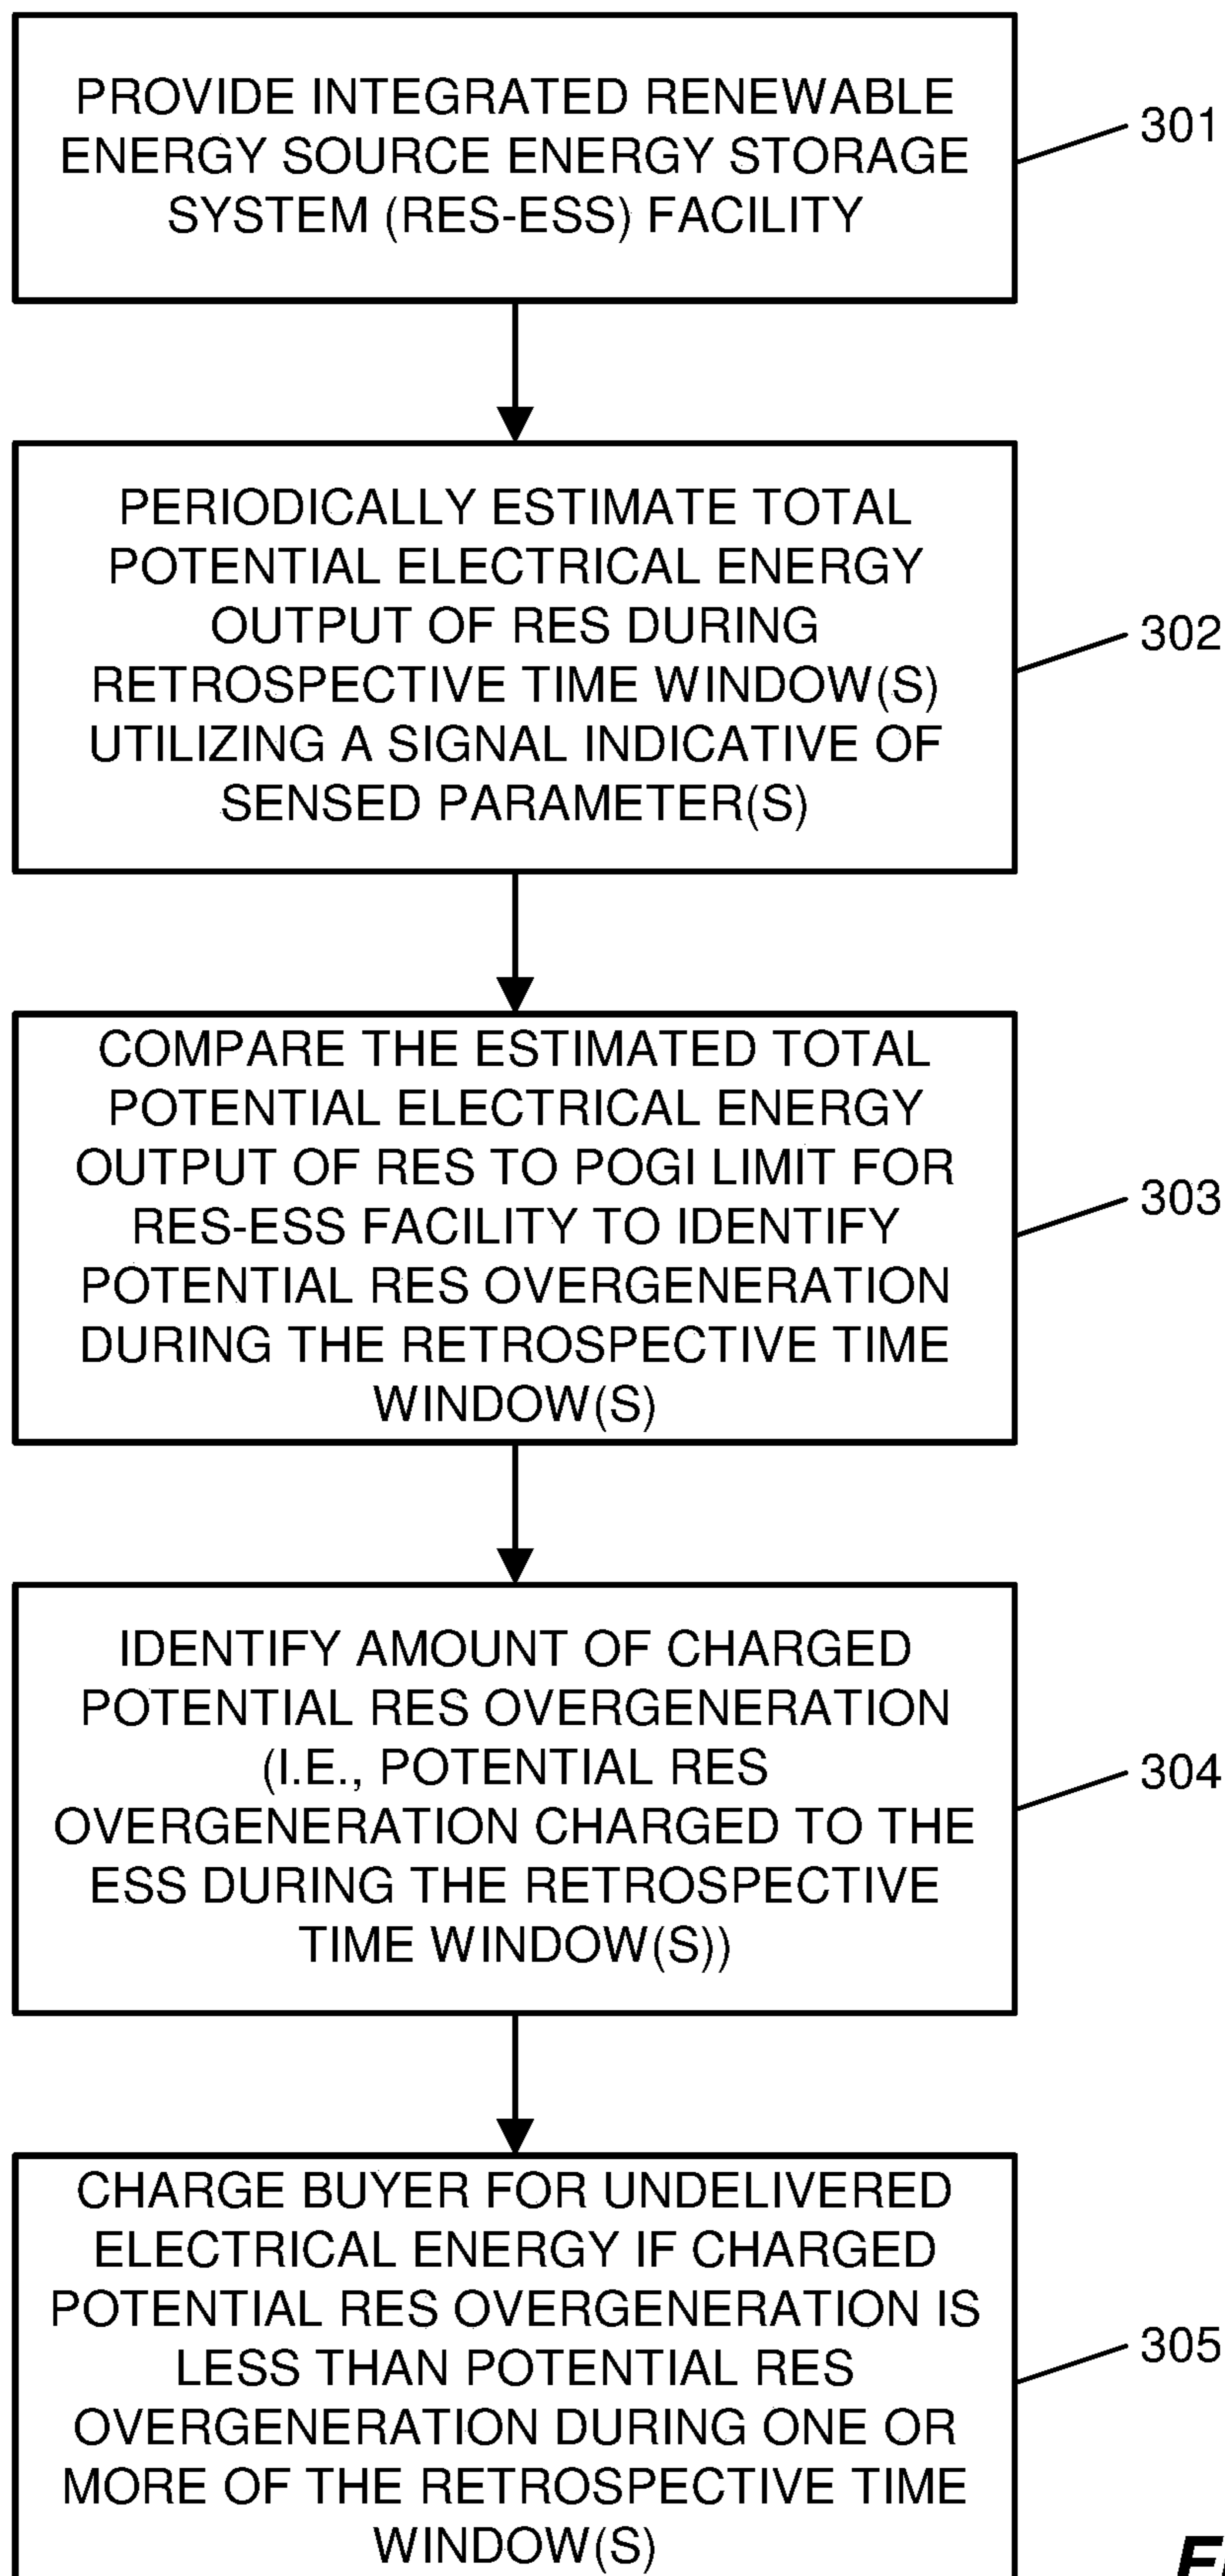 PROVIDE INTEGRATED RENEWABLE
ENERGY SOURCE ENERGY STORAGE
SYSTEM (RES-ESS) FACILITY
301
PERIODICALLY ESTIMATE TOTAL
POTENTIAL ELECTRICAL ENERGY
OUTPUT OF RES DURING
RETROSPECTIVE TIME WINDOW(S)
UTILIZING A SIGNAL INDICATIVE OF
SENSED PARAMETER(S)
302
COMPARE THE ESTIMATED TOTAL
POTENTIAL ELECTRICAL ENERGY
OUTPUT OF RES TO POGI LIMIT FOR
RES-ESS FACILITY TO IDENTIFY
POTENTIAL RES OVERGENERATION
DURING THE RETROSPECTIVE TIME
WINDOW(S)
303
IDENTIFY AMOUNT OF CHARGED
POTENTIAL RES OVERGENERATION
(I.E., POTENTIAL RES
OVERGENERATION CHARGED TO THE
ESS DURING THE RETROSPECTIVE
TIME WINDOW(S))
304
CHARGE BUYER FOR UNDELIVERED
ELECTRICAL ENERGY IF CHARGED
POTENTIAL RES OVERGENERATION IS
LESS THAN POTENTIAL RES
OVERGENERATION DURING ONE OR
MORE OF THE RETROSPECTIVE TIME
WINDOW(S)
305